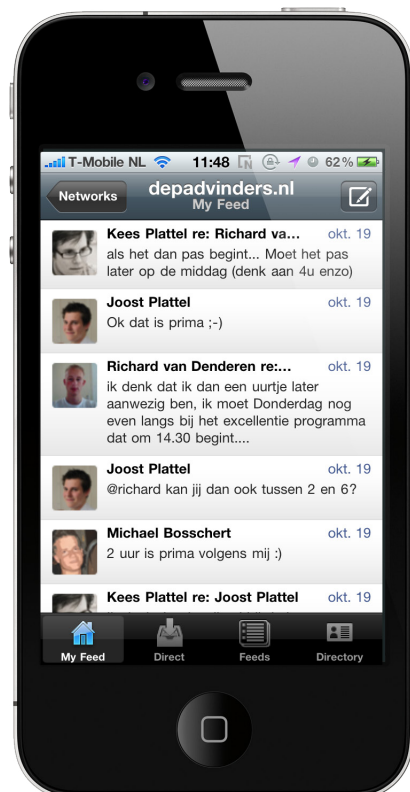 T-Mobile NL 11:48 62%
Networks
depadvinders.nl
My Feed
Kees Plattel re: Richard va... okt. 19
als het dan pas begint... Moet het pas
later op de middag (denk aan 4u enzo)
Joost Plattel okt. 19
Ok dat is prima ;-)
Richard van Denderen re:... okt. 19
ik denk dat ik dan een uurtje later
aanwezig ben, ik moet Donderdag nog
even langs bij het excellentie programma
dat om 14.30 begint....
Joost Plattel okt. 19
@richard kan jij dan ook tussen 2 en 6?
Michael Bosschert okt. 19
2 uur is prima volgens mij :)
Kees Plattel re: Joost Plattel okt. 19
My Feed Direct Feeds Directory